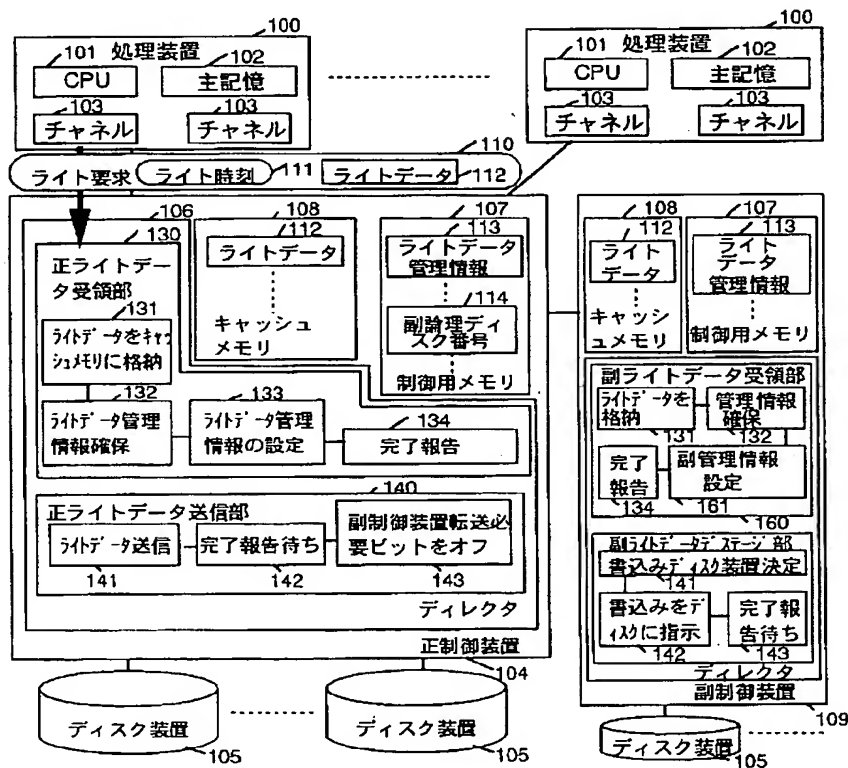 100
101 処理装置 102
CPU 主記憶
103 103
チャネル チャネル
100
101 処理装置 102
CPU 主記憶
103 103
チャネル チャネル
110
ライト要求 ライト時刻 111 ライトデータ 112
106
130
正ライトデー
タ受領部
131
ライトデータをキャッ
シュメモリに格納
132
ライトデータ管理
情報確保
133
ライトデータ管理
情報の設定
134
完了報告
108
112
ライトデータ
キャッシュ
メモリ
107
113
ライトデータ
管理情報
114
副論理ディ
スク番号
制御用メモリ
140
正ライトデータ送信部
ライトデータ送信
141
完了報告待ち
142
副制御装置転送必
要ビットをオフ
143
ディレクタ
正制御装置
104
ディスク装置
105
ディスク装置
105
108
112
ライト
データ
キャッシ
ュメモリ
107
113
ライト
データ
管理情報
制御用メモリ
副ライトデータ受領部
ライトデータを
格納
131
管理情報
確保
132
完了
報告
134
副管理情報
設定
161
160
副ライトデータデステージ部
書込みディスク装置決定
141
書込みをデ
ィスクに指示
142
完了報
告待ち
143
ディレクタ
副制御装置
109
ディスク装置
105